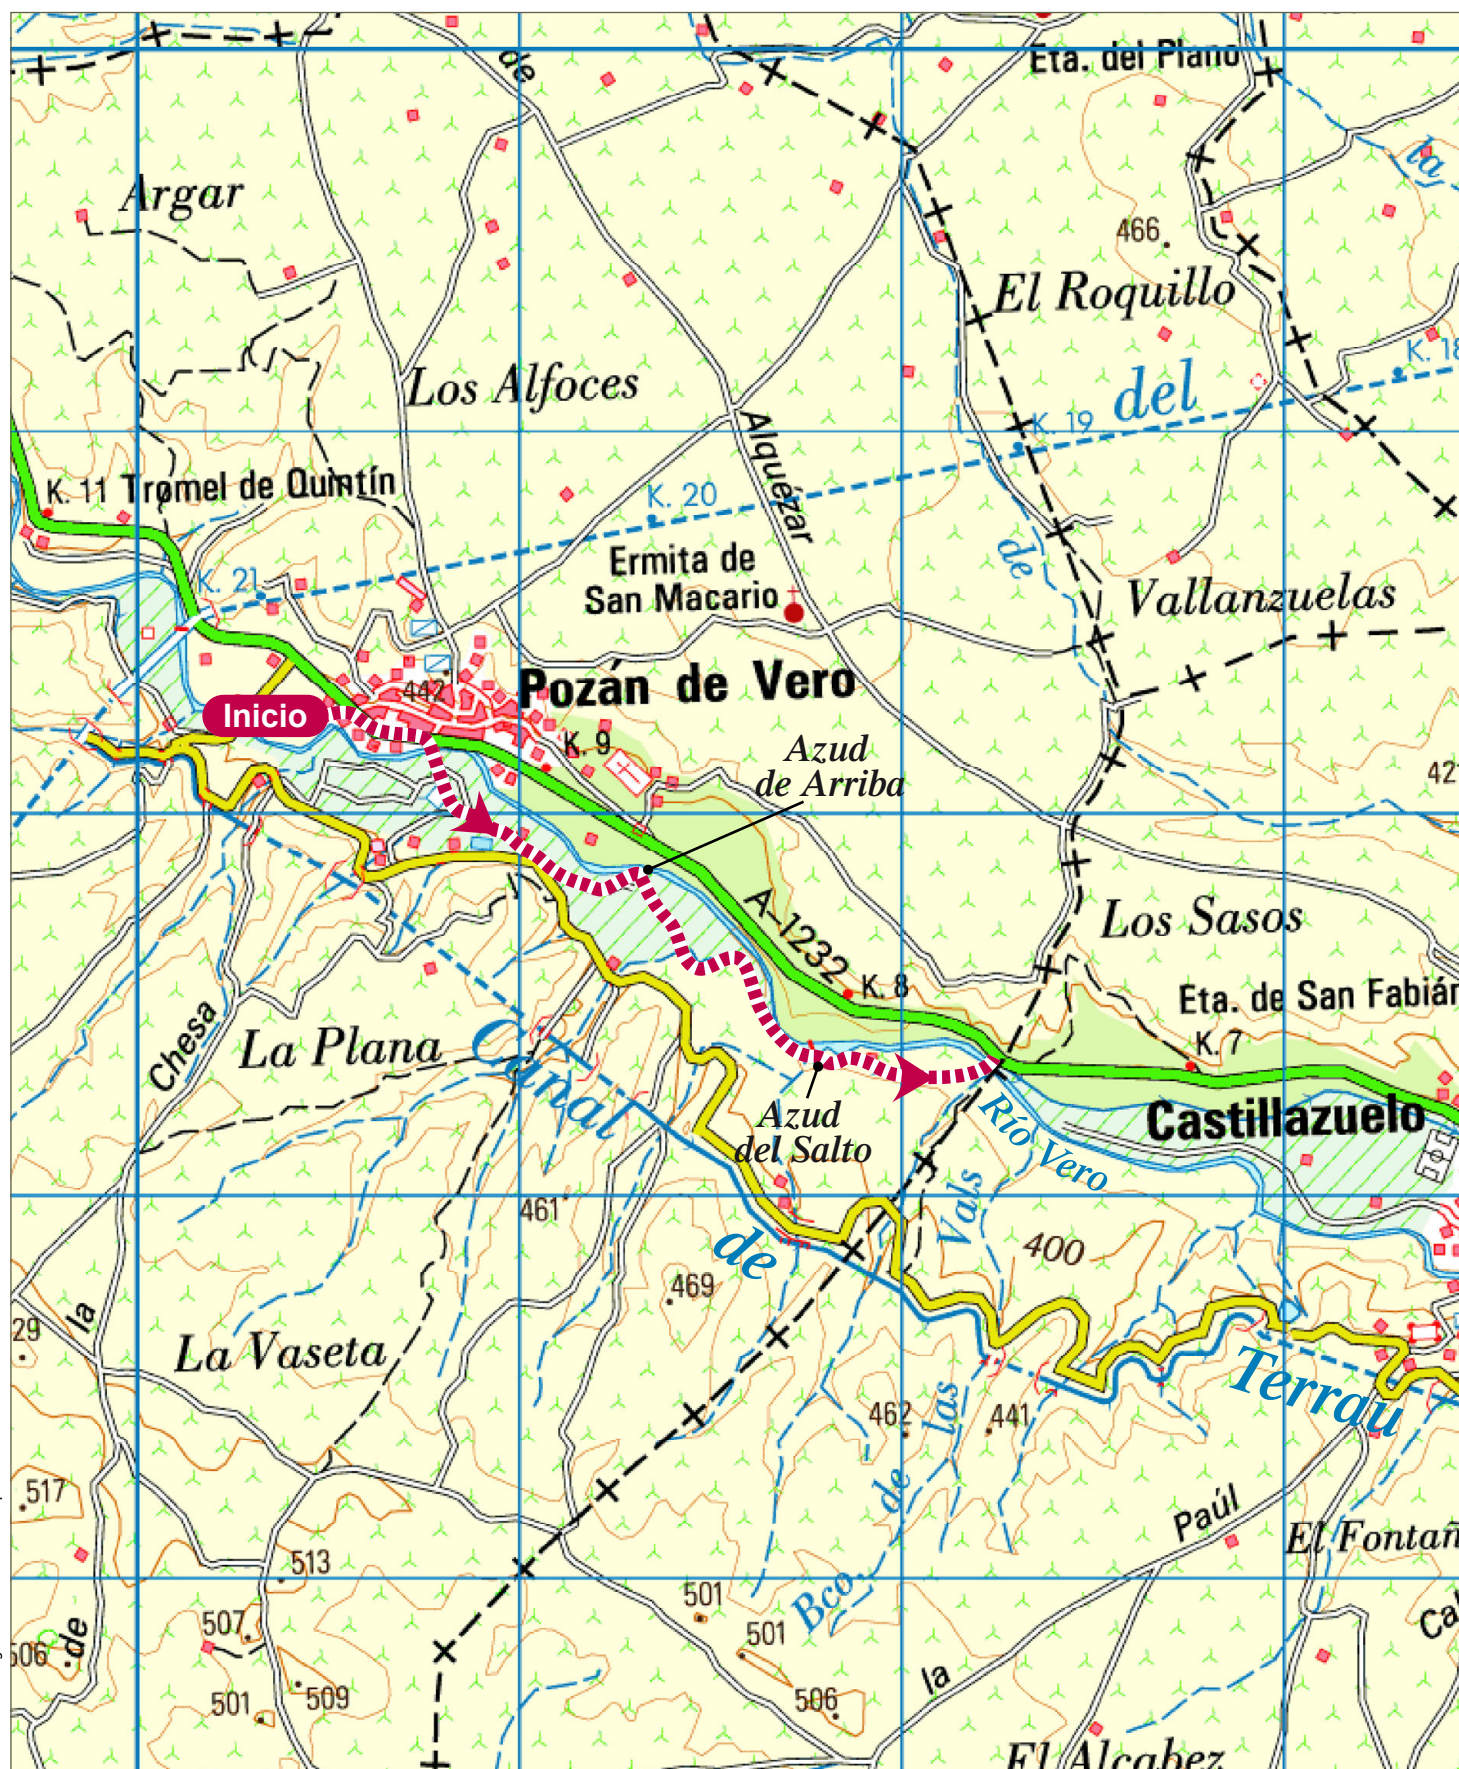 de
Eta. del Plano
la
Argar
466
El Roquillo
K. 18
Los Alfoces
del
K. 19
Alquézar
K. 11
Tromel de Quintín
K. 20
Ermita de
San Macario
de
K. 21
Vallanzuelas
442
Pozán de Vero
Inicio
K. 9
Azud
de Arriba
A-1232
Los Sasos
K. 8
Eta. de San Fabián
Chesa
La Plana
Canal
K. 7
Azud
del Salto
Río Vero
Castillazuelo
461
Vals
de
400
469
29
la
La Vaseta
Terrau
462
las
441
517
de
Paúl
El Fontañ
513
501
Bco.
507
501
506
de
501
509
506
la
El Alcabez